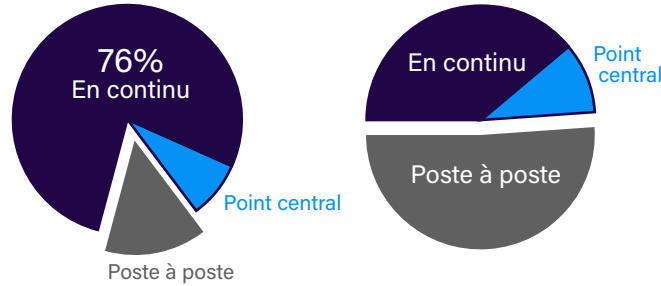 76%
En continu
Point central
Poste à poste
En continu
Point
central
Poste à poste